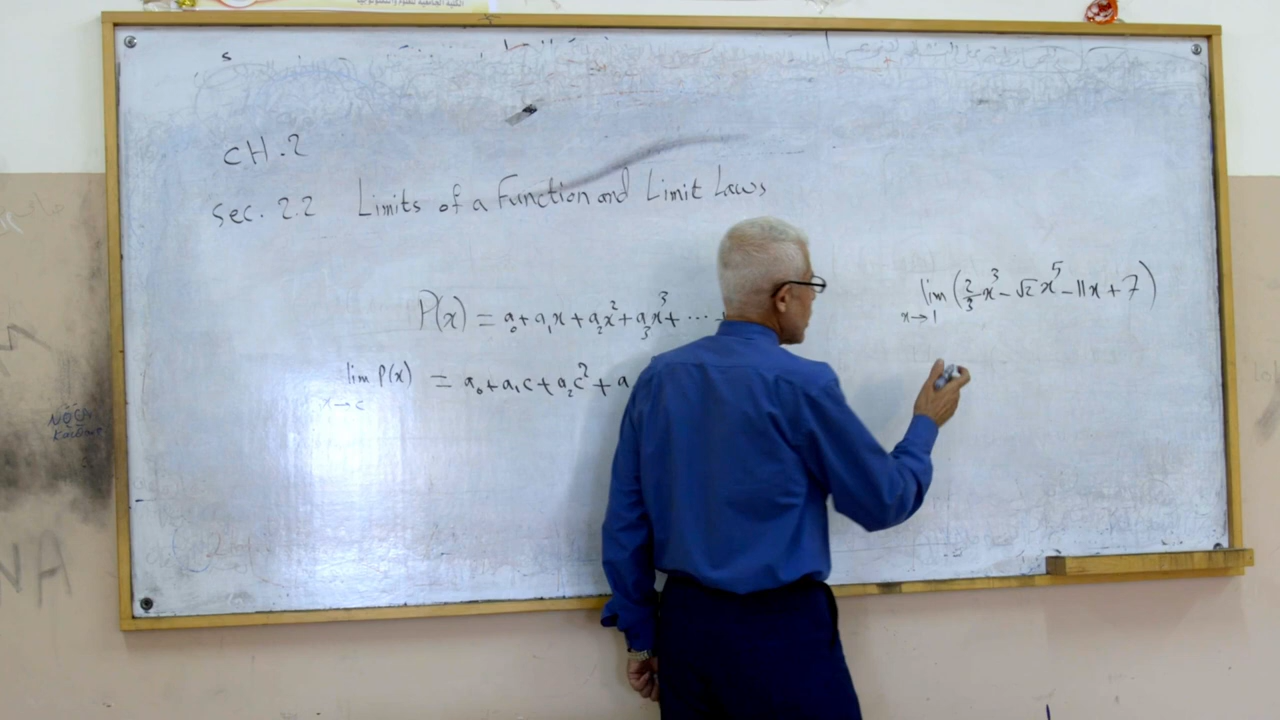 CH.2
Sec. 2.2 Limits of a Function and Limit Laws
P(x) = a₀ + a₁x + a₂x² + a₃x³ + ⋯
lim P(x) = a₀ + a₁c + a₂c² + a
x→c
lim (2/3 x³ - √2 x⁵ - 11x + 7)
x→1
NA